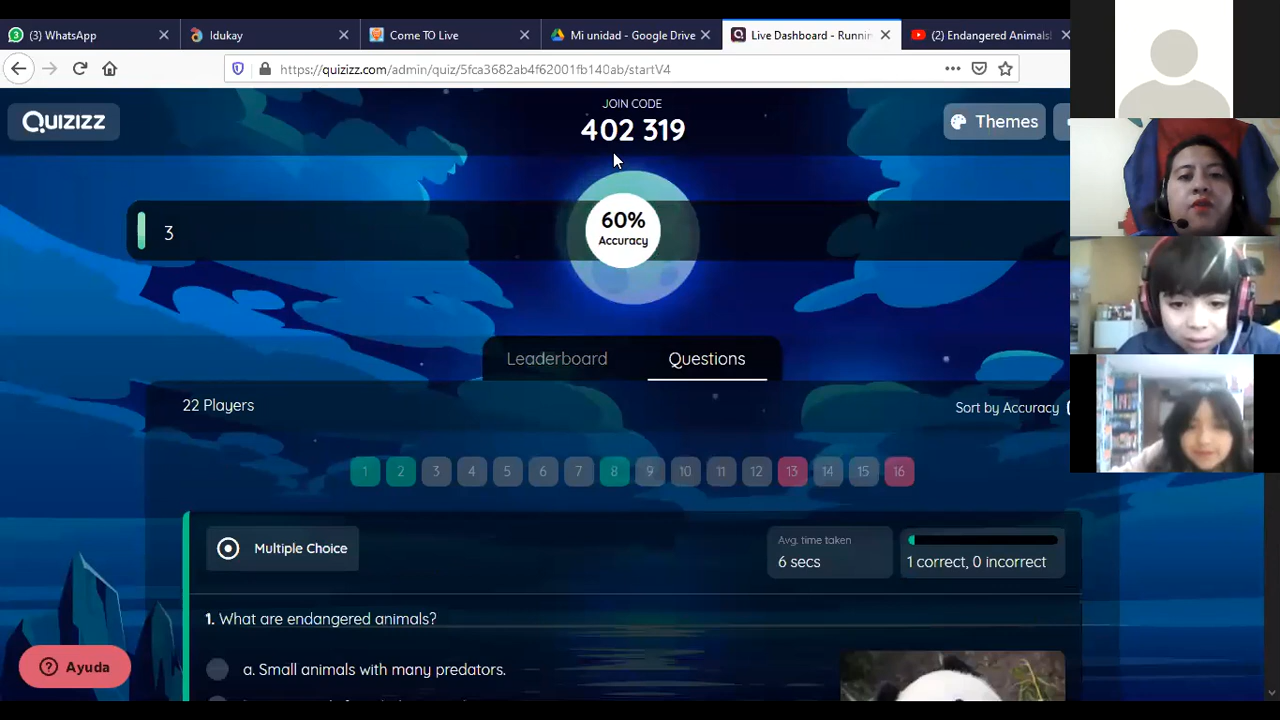 (3) WhatsApp
Idukay
Come TO Live
Mi unidad - Google Drive
Live Dashboard - Runnin
(2) Endangered Animals!
https://quizizz.com/admin/quiz/5fca3682ab4f62001fb140ab/startV4
Quizizz
JOIN CODE
402 319
Themes
3
60%
Accuracy
Leaderboard
Questions
22 Players
Sort by Accuracy
1 2 3 4 5 6 7 8 9 10 11 12 13 14 15 16
Multiple Choice
Avg. time taken
6 secs
1 correct, 0 incorrect
1. What are endangered animals?
a. Small animals with many predators.
Ayuda